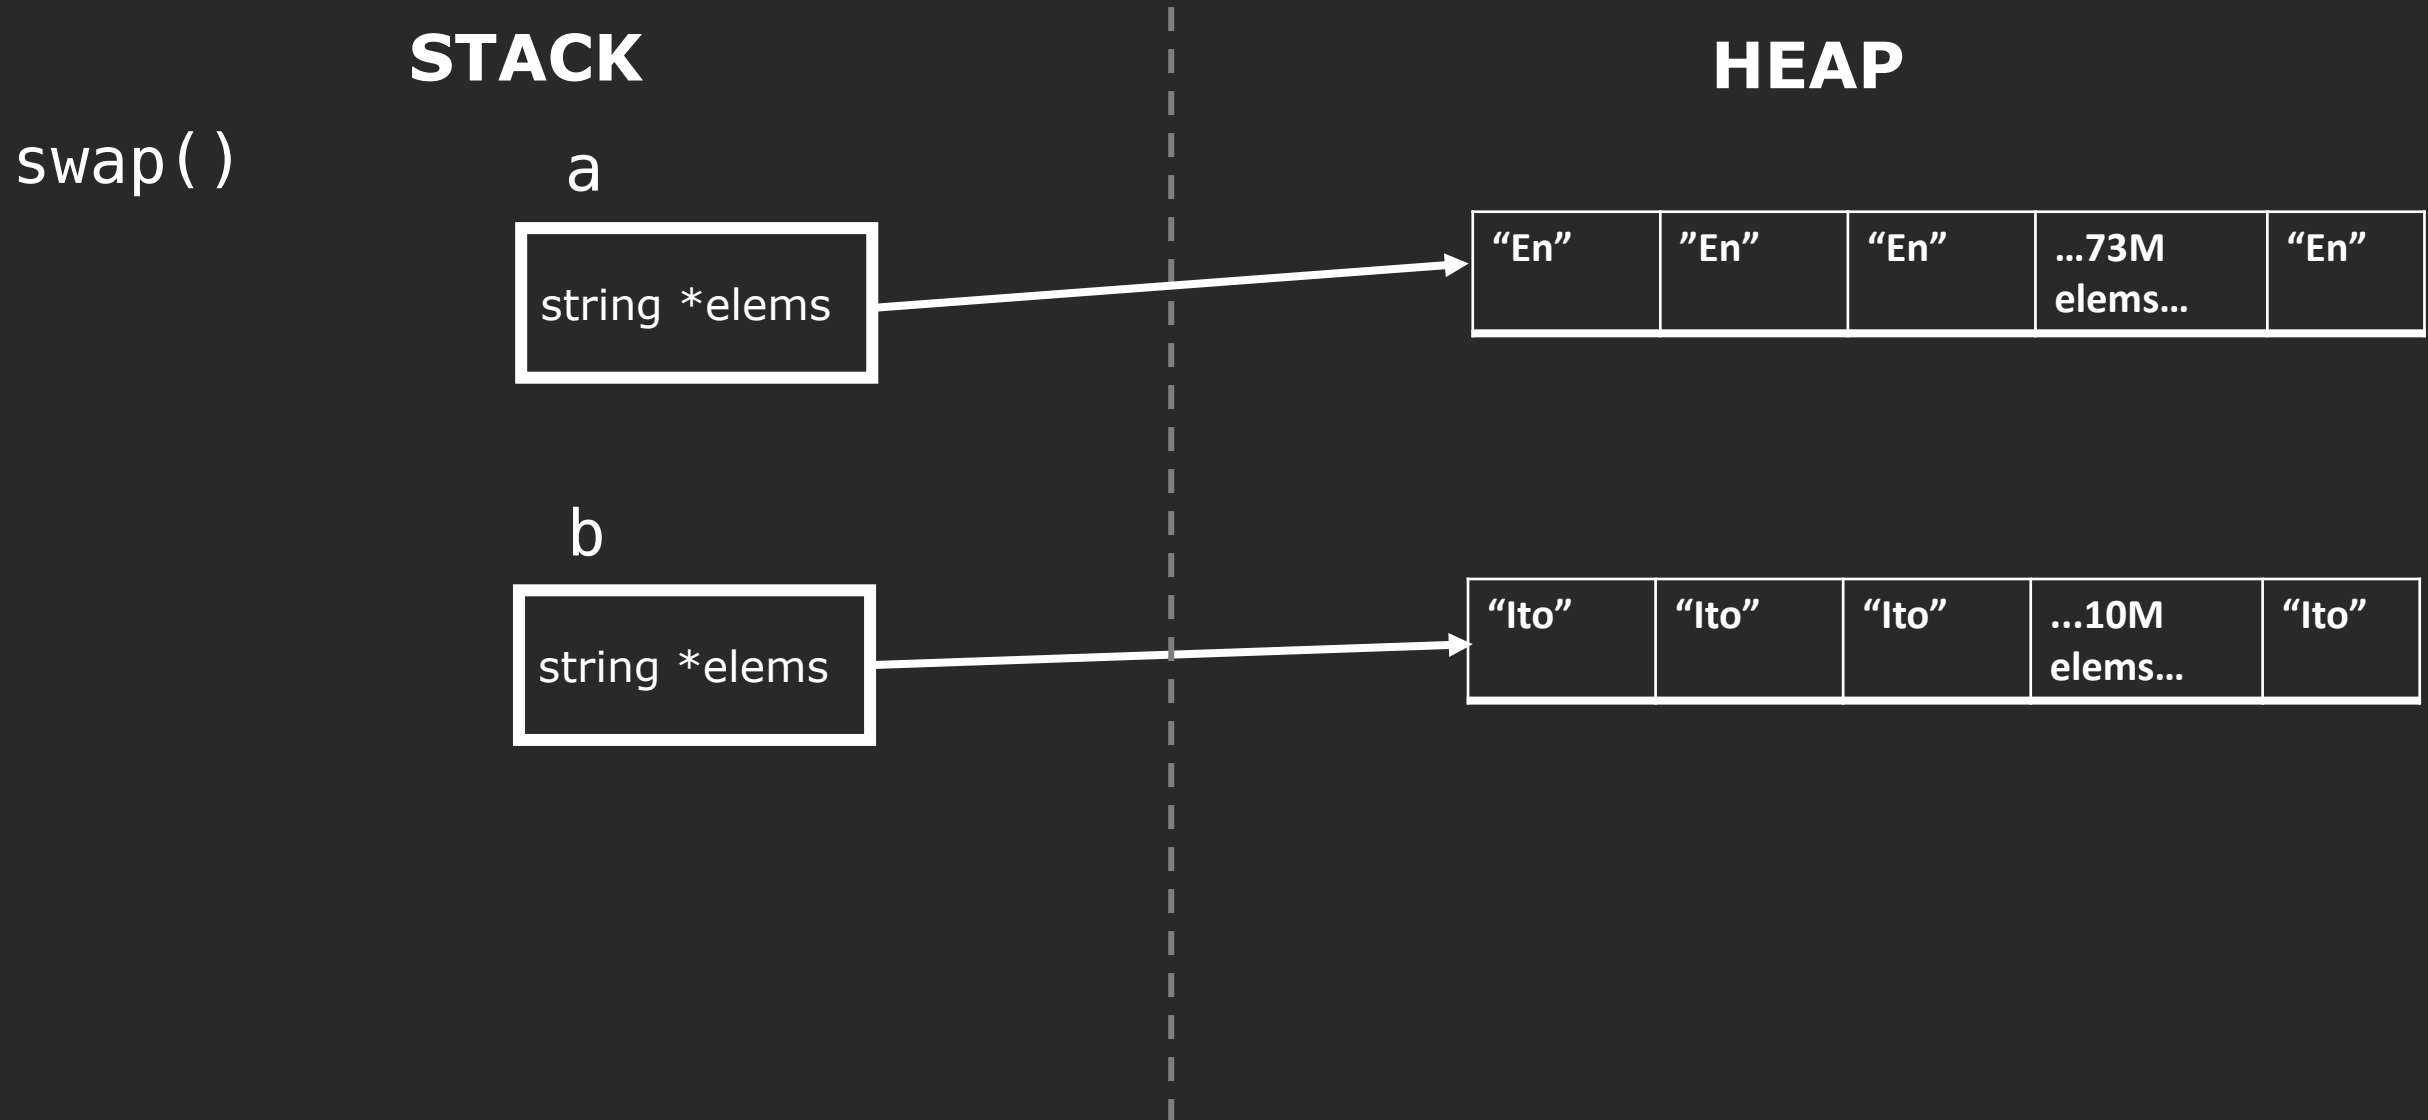 STACK
HEAP
swap()
a
string *elems
“En” ”En” “En” …73M elems… “En”
b
string *elems
“Ito” “Ito” “Ito” ...10M elems… “Ito”